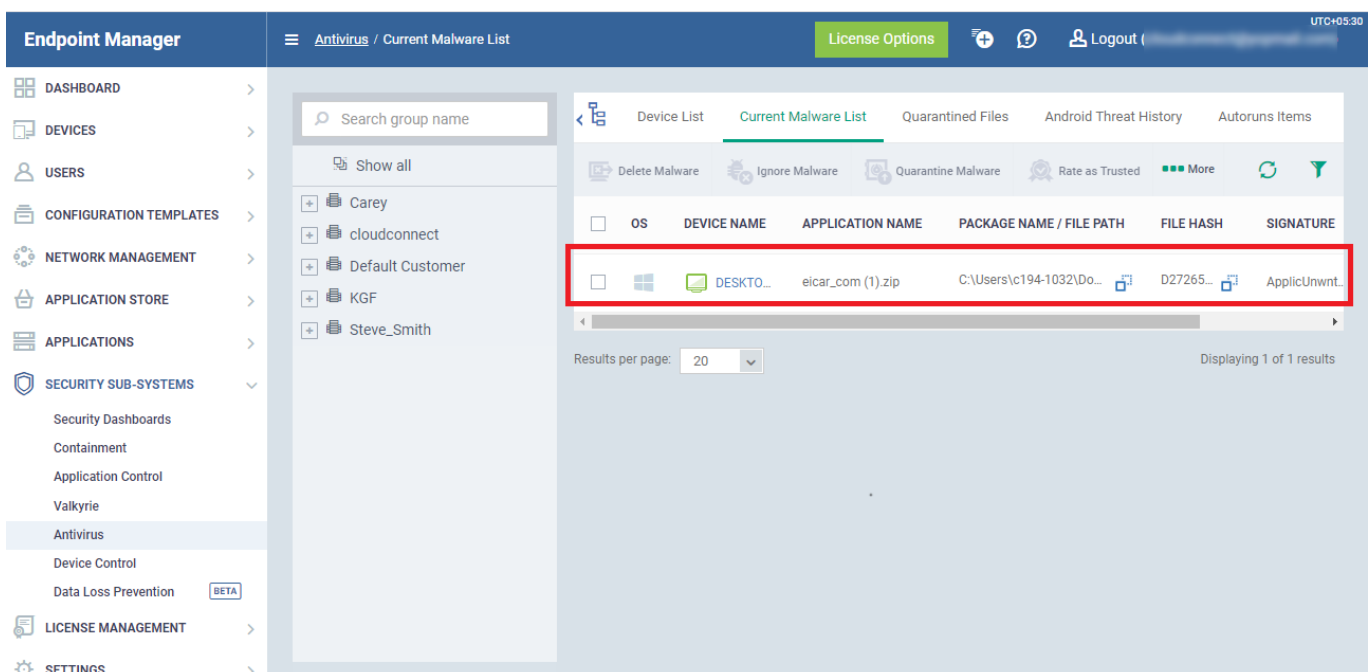 UTC+05:30
Endpoint Manager
Antivirus / Current Malware List
License Options
Logout (
DASHBOARD
DEVICES
USERS
CONFIGURATION TEMPLATES
NETWORK MANAGEMENT
APPLICATION STORE
APPLICATIONS
SECURITY SUB-SYSTEMS
Security Dashboards
Containment
Application Control
Valkyrie
Antivirus
Device Control
Data Loss Prevention BETA
LICENSE MANAGEMENT
SETTINGS
Search group name
Show all
Carey
cloudconnect
Default Customer
KGF
Steve_Smith
Device List Current Malware List Quarantined Files Android Threat History Autoruns Items
Delete Malware Ignore Malware Quarantine Malware Rate as Trusted More
OS DEVICE NAME APPLICATION NAME PACKAGE NAME / FILE PATH FILE HASH SIGNATURE
DESKTO... eicar_com (1).zip C:\Users\c194-1032\Do... D27265... ApplicUnwnt..
Results per page: 20 Displaying 1 of 1 results